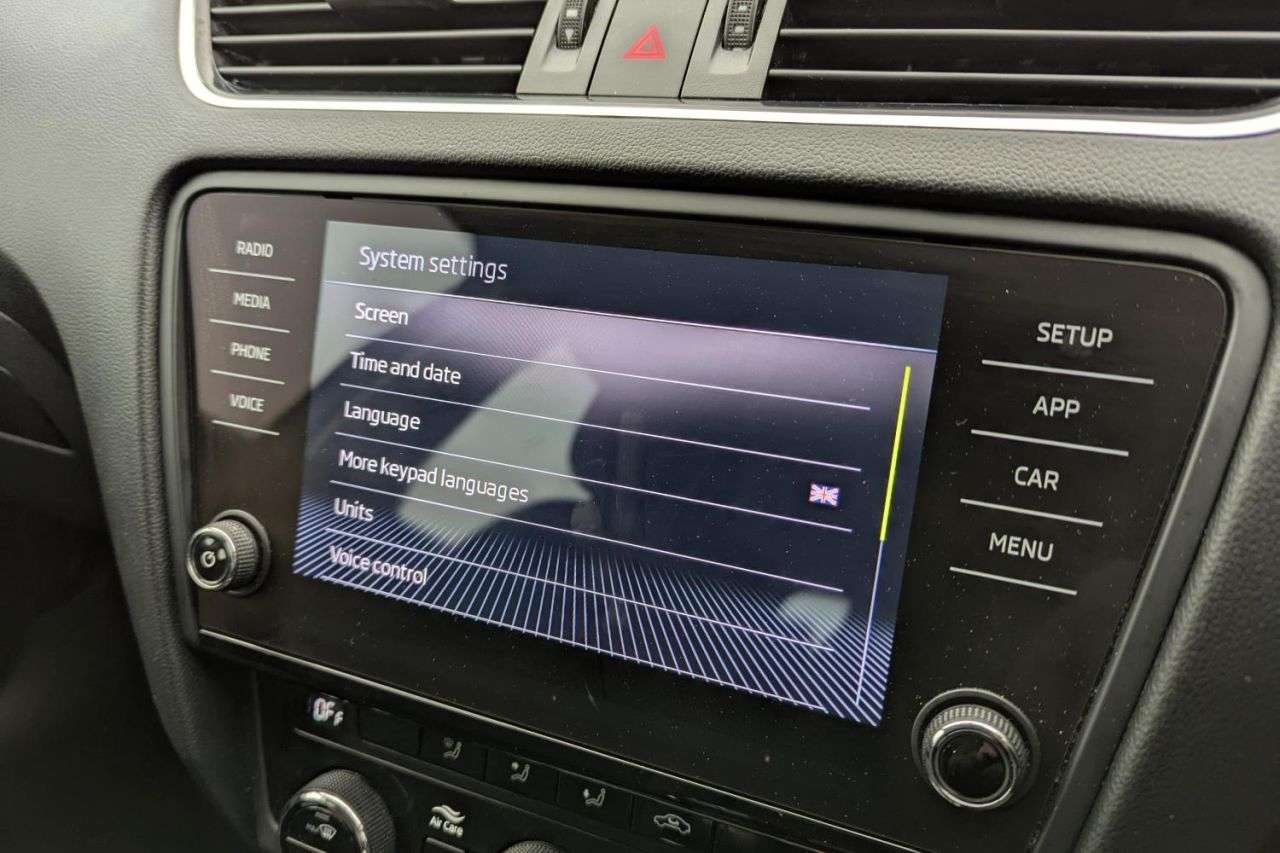 RADIO
MEDIA
PHONE
VOICE
System settings
Screen
Time and date
Language
More keypad languages
Units
Voice control
SETUP
APP
CAR
MENU
OFF
Air Care